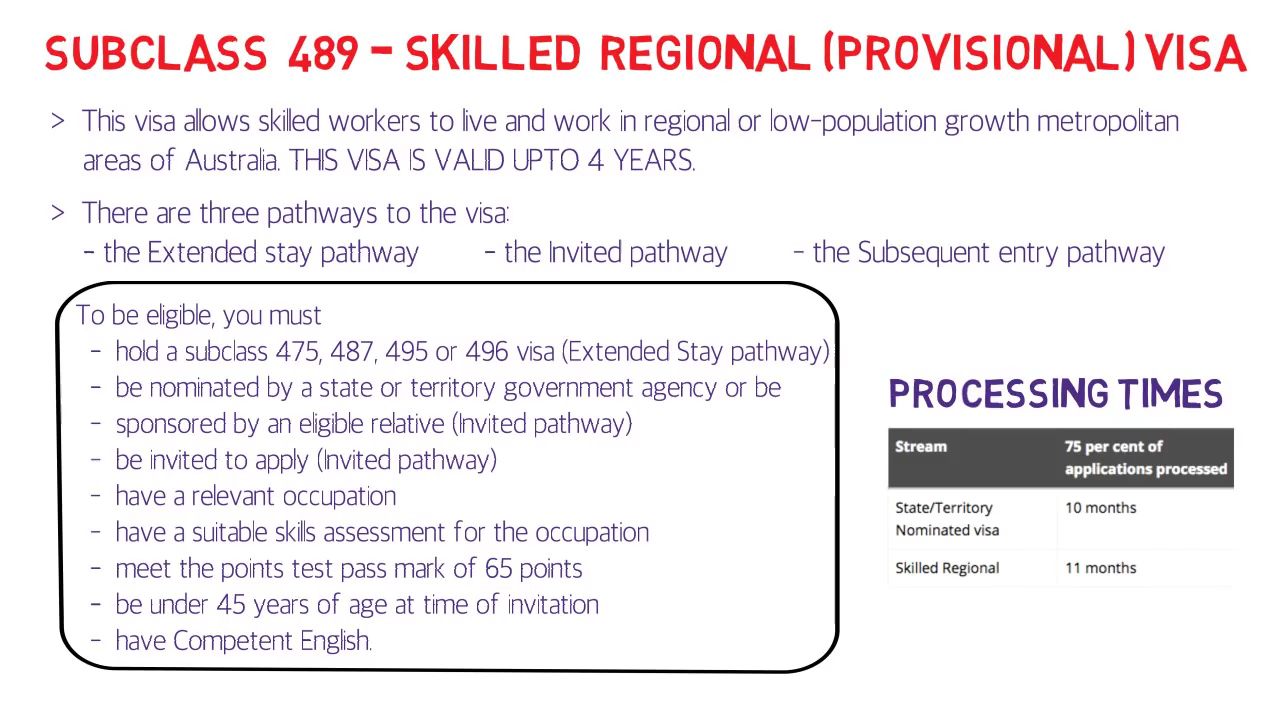 SUBCLASS 489 - SKILLED REGIONAL (PROVISIONAL) VISA
> This visa allows skilled workers to live and work in regional or low-population growth metropolitan
areas of Australia. THIS VISA IS VALID UPTO 4 YEARS.
> There are three pathways to the visa:
- the Extended stay pathway - the Invited pathway - the Subsequent entry pathway
To be eligible, you must
- hold a subclass 475, 487, 495 or 496 visa (Extended Stay pathway)
- be nominated by a state or territory government agency or be
- sponsored by an eligible relative (Invited pathway)
- be invited to apply (Invited pathway)
- have a relevant occupation
- have a suitable skills assessment for the occupation
- meet the points test pass mark of 65 points
- be under 45 years of age at time of invitation
- have Competent English.
PROCESSING TIMES
Stream 75 per cent of
applications processed
State/Territory 10 months
Nominated visa
Skilled Regional 11 months